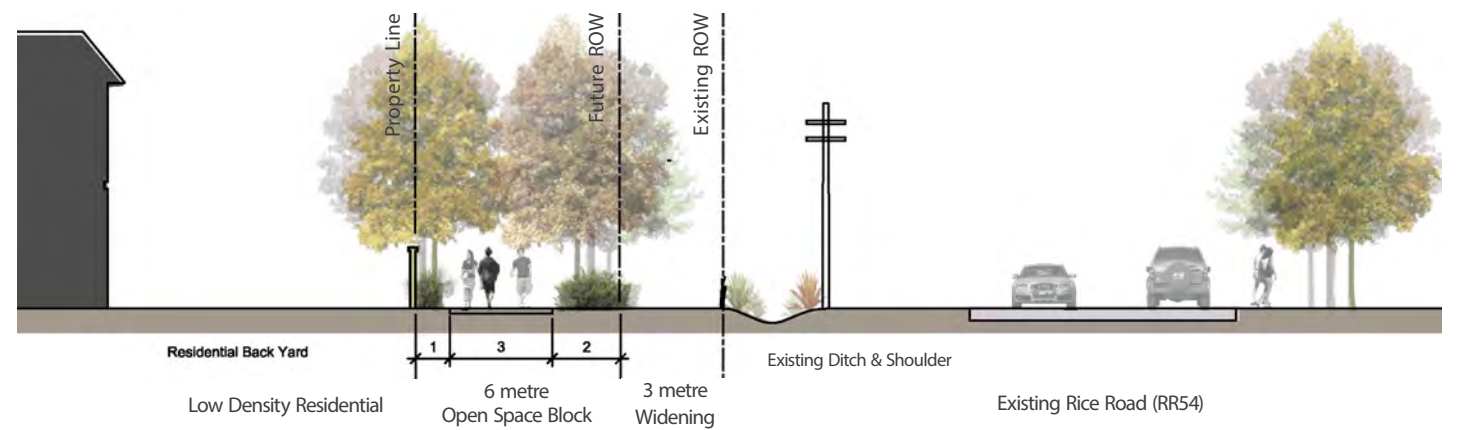 Property Line
Future ROW
Existing ROW
1
3
2
Residential Back Yard
Existing Ditch & Shoulder
Low Density Residential
6 metre
Open Space Block
3 metre
Widening
Existing Rice Road (RR54)